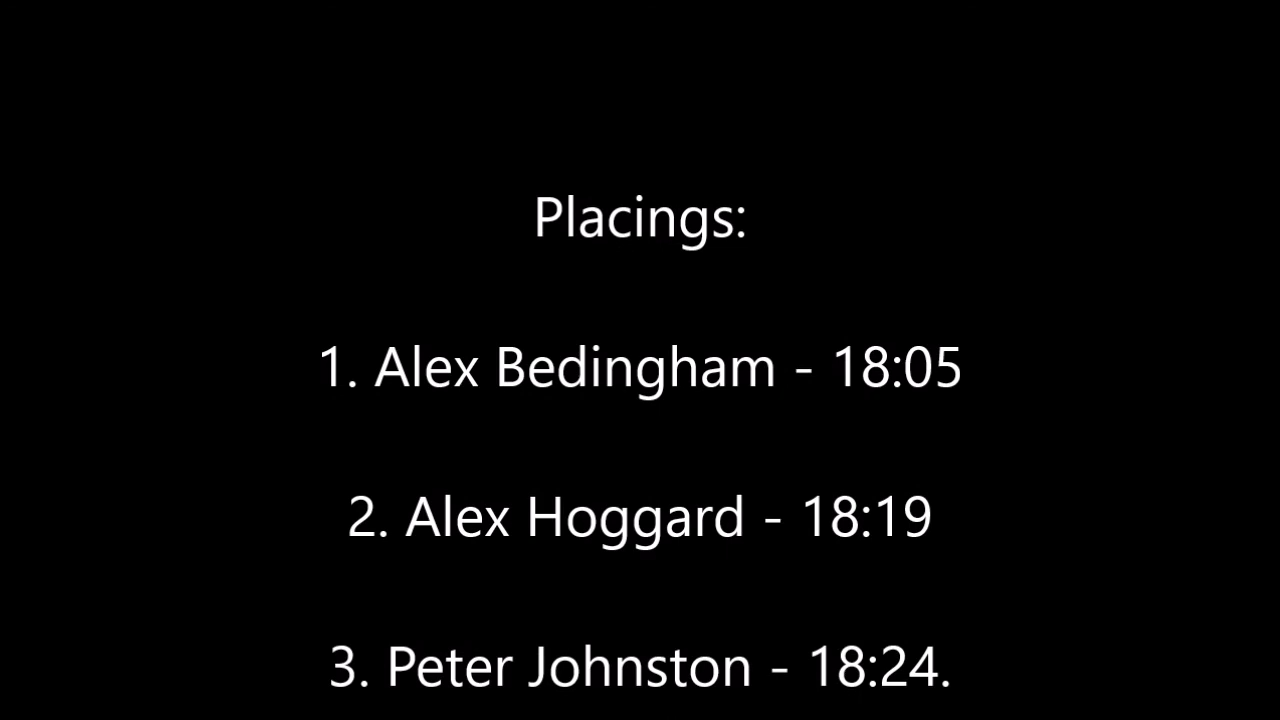 Placings:
1. Alex Bedingham - 18:05
2. Alex Hoggard - 18:19
3. Peter Johnston - 18:24.